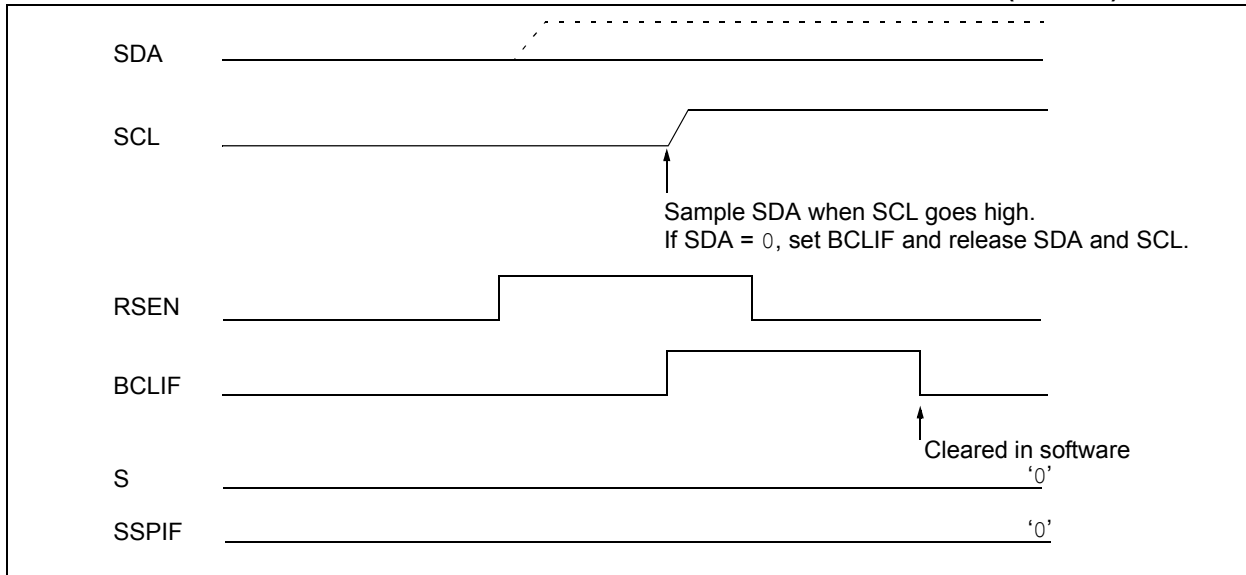 SDA
SCL
Sample SDA when SCL goes high.
If SDA = 0, set BCLIF and release SDA and SCL.
RSEN
BCLIF
Cleared in software
S
'0'
SSPIF
'0'